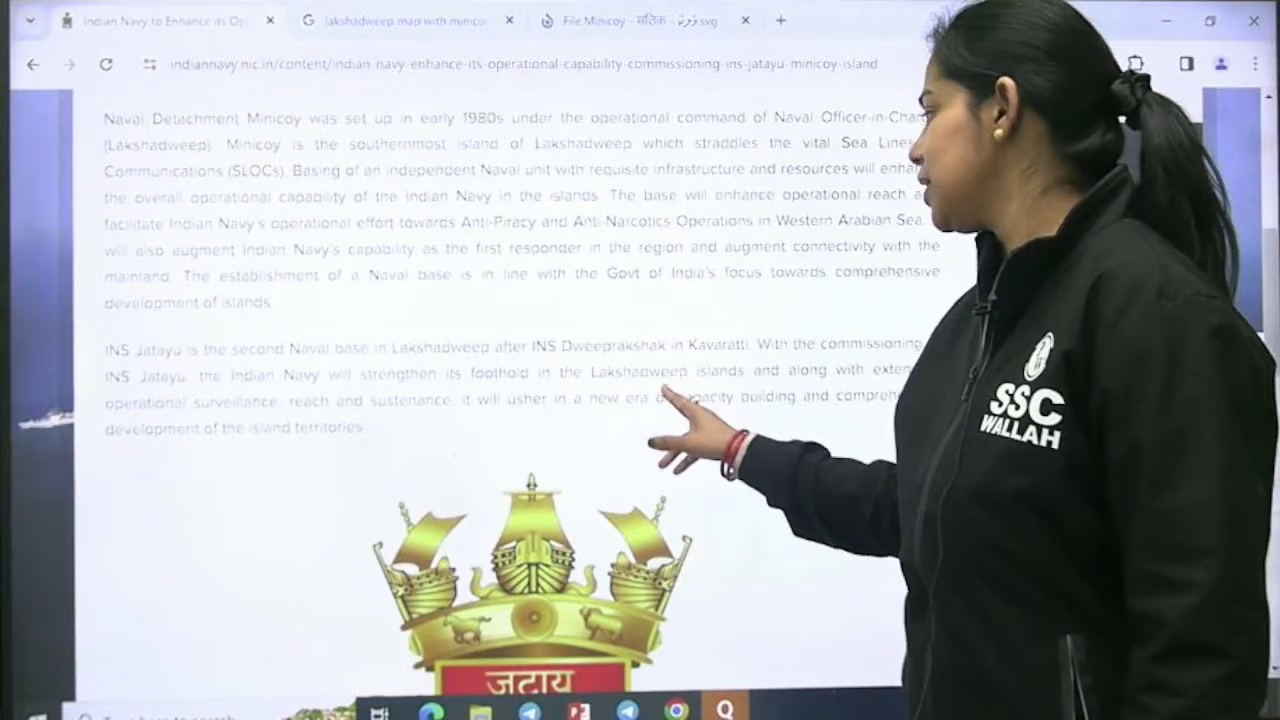 Indian Navy to Enhance its Op
lakshadweep map with minico
File:Minicoy - मलिक - .svg
indiannavy.nic.in/content/indian-navy-enhance-its-operational-capability-commissioning-ins-jatayu-minicoy-island
Naval Detachment Minicoy was set up in early 1980s under the operational command of Naval Officer-in-Char
(Lakshadweep). Minicoy is the southernmost island of Lakshadweep which straddles the vital Sea Lines
Communications (SLOCs). Basing of an independent Naval unit with requisite infrastructure and resources will enhan
the overall operational capability of the Indian Navy in the islands. The base will enhance operational reach a
facilitate Indian Navy's operational effort towards Anti-Piracy and Anti-Narcotics Operations in Western Arabian Sea.
will also augment Indian Navy's capability as the first responder in the region and augment connectivity with the
mainland. The establishment of a Naval base is in line with the Govt of India's focus towards comprehensive
development of islands.
INS Jatayu is the second Naval base in Lakshadweep after INS Dweeprakshak in Kavaratti. With the commissioning
INS Jatayu, the Indian Navy will strengthen its foothold in the Lakshadweep islands and along with exten
operational surveillance, reach and sustenance, it will usher in a new era capacity building and compreh
development of the island territories.
SSC
WALLAH
जटायु